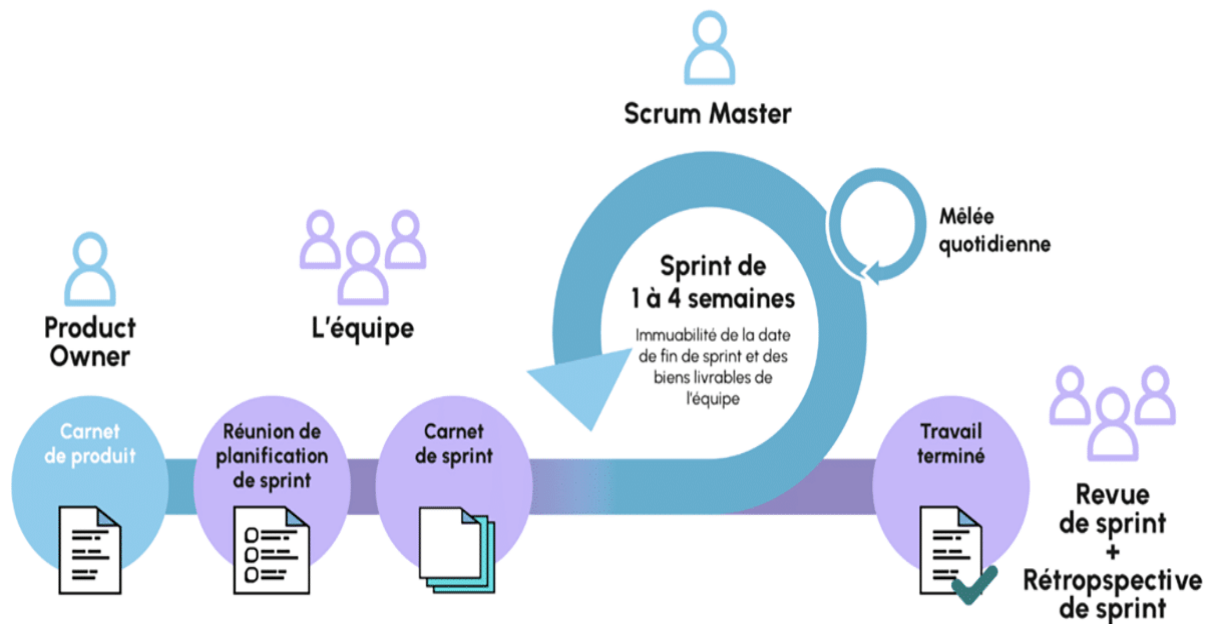 Scrum Master
Mêlée
quotidienne
Sprint de
1 à 4 semaines
Immuabilité de la date
de fin de sprint et des
biens livrables de
l'équipe
Product
Owner
L'équipe
Carnet
de produit
Réunion de
planification
de sprint
Carnet
de sprint
Travail
terminé
Revue
de sprint
+
Rétropspective
de sprint